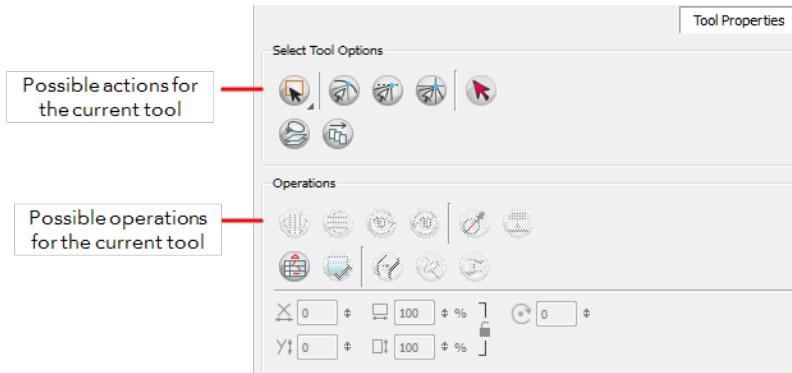 Tool Properties
Select Tool Options
Possible actions for
the current tool
Operations
Possible operations
for the current tool
X 0 100 % 0
Y 0 100 %